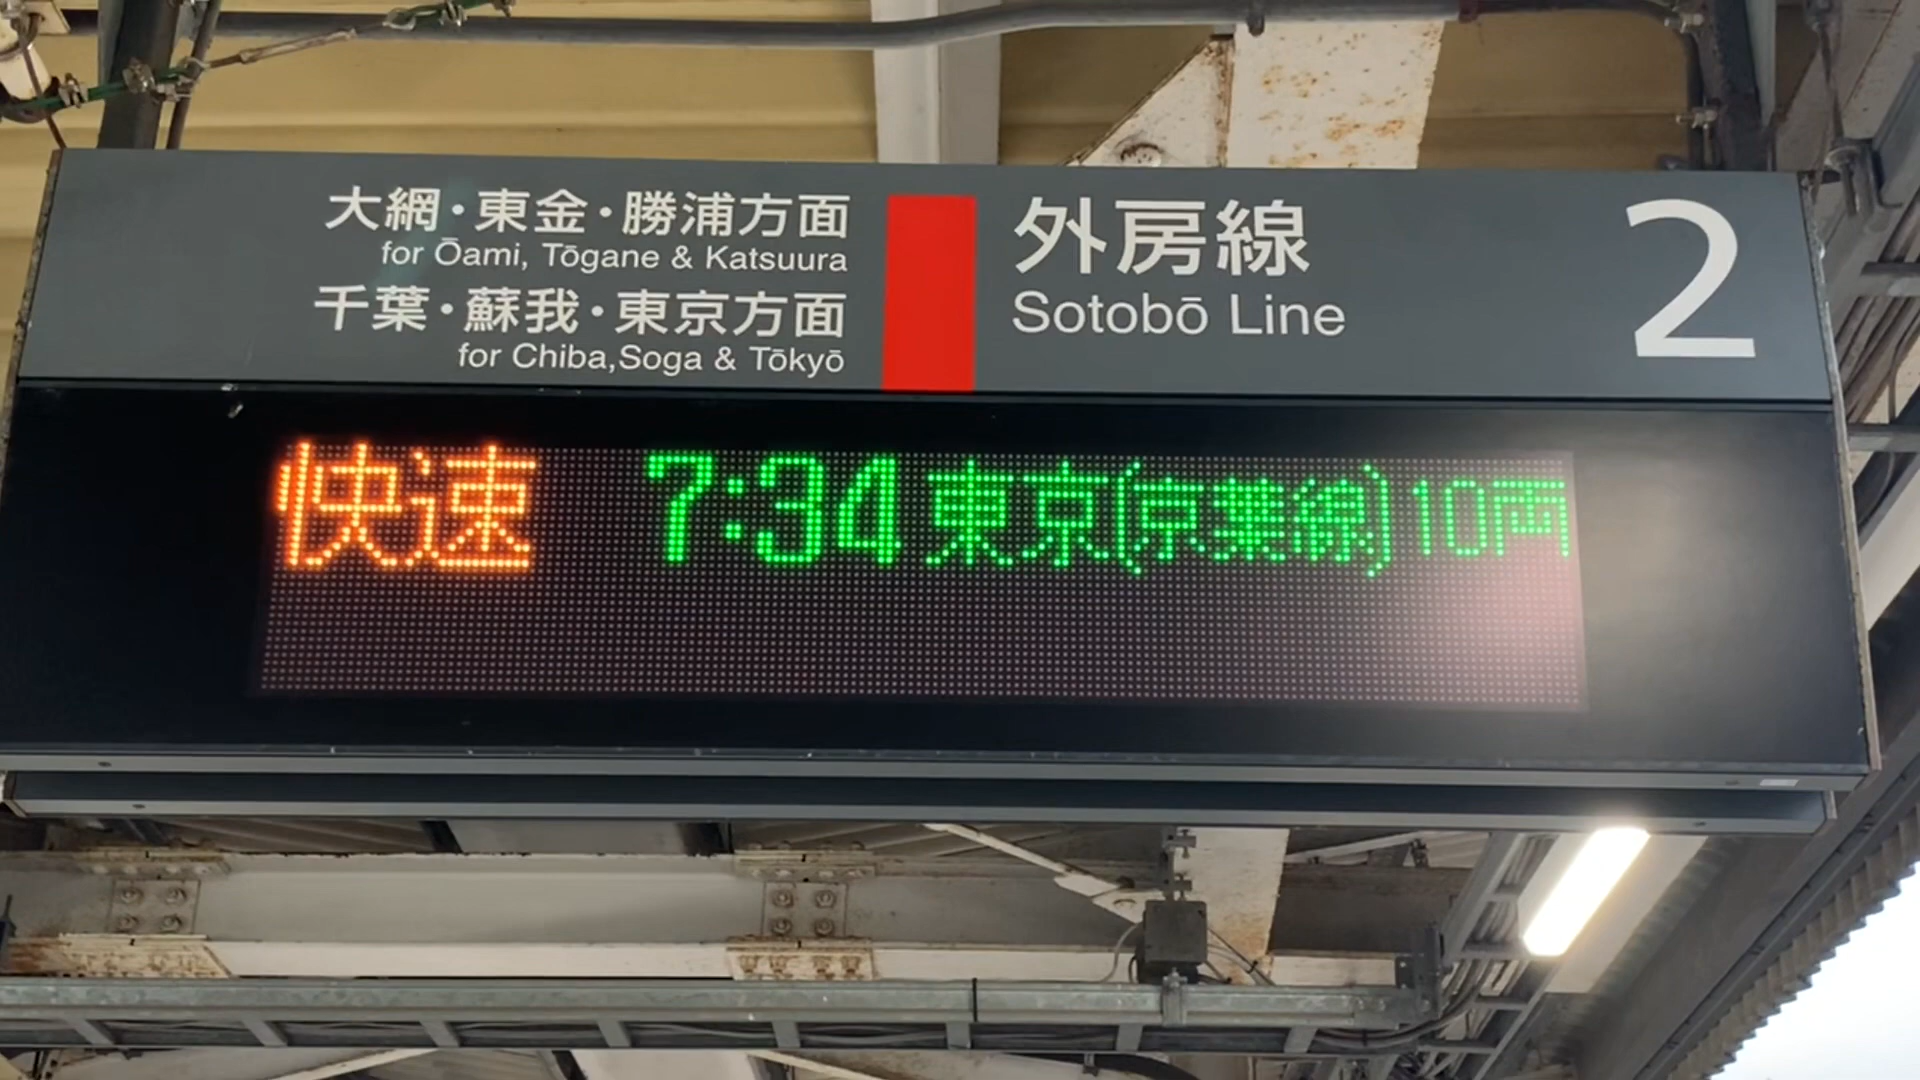 大網・東金・勝浦方面
for Ōami, Tōgane & Katsuura
千葉・蘇我・東京方面
for Chiba,Soga & Tōkyō
外房線
Sotobō Line
2
快速 7:34 東京(京葉線) 10両